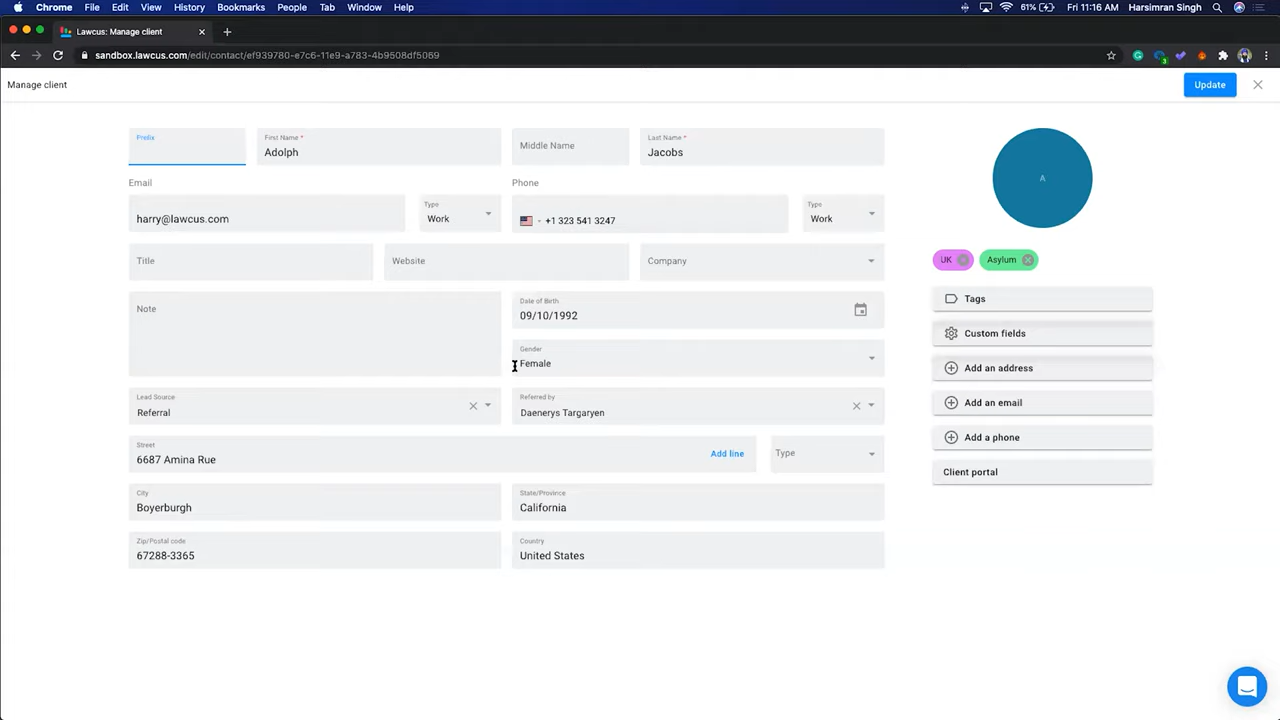 Chrome File Edit View History Bookmarks People Tab Window Help 61% Fri 11:16 AM Harsimran Singh
Lawcus: Manage client
sandbox.lawcus.com/edit/contact/ef939780-e7c6-11e9-a783-4b9508df5069
3
Manage client
Update
Prefix
First Name *
Adolph
Middle Name
Last Name *
Jacobs
A
Email
Phone
harry@lawcus.com
Type
Work
+1 323 541 3247
Type
Work
Title
Website
Company
UK
Asylum
Note
Date of Birth
09/10/1992
Tags
Gender
Female
Custom fields
Add an address
Lead Source
Referral
Referred by
Daenerys Targaryen
Add an email
Street
6687 Amina Rue
Add line
Type
Add a phone
Client portal
City
Boyerburgh
State/Province
California
Zip/Postal code
67288-3365
Country
United States